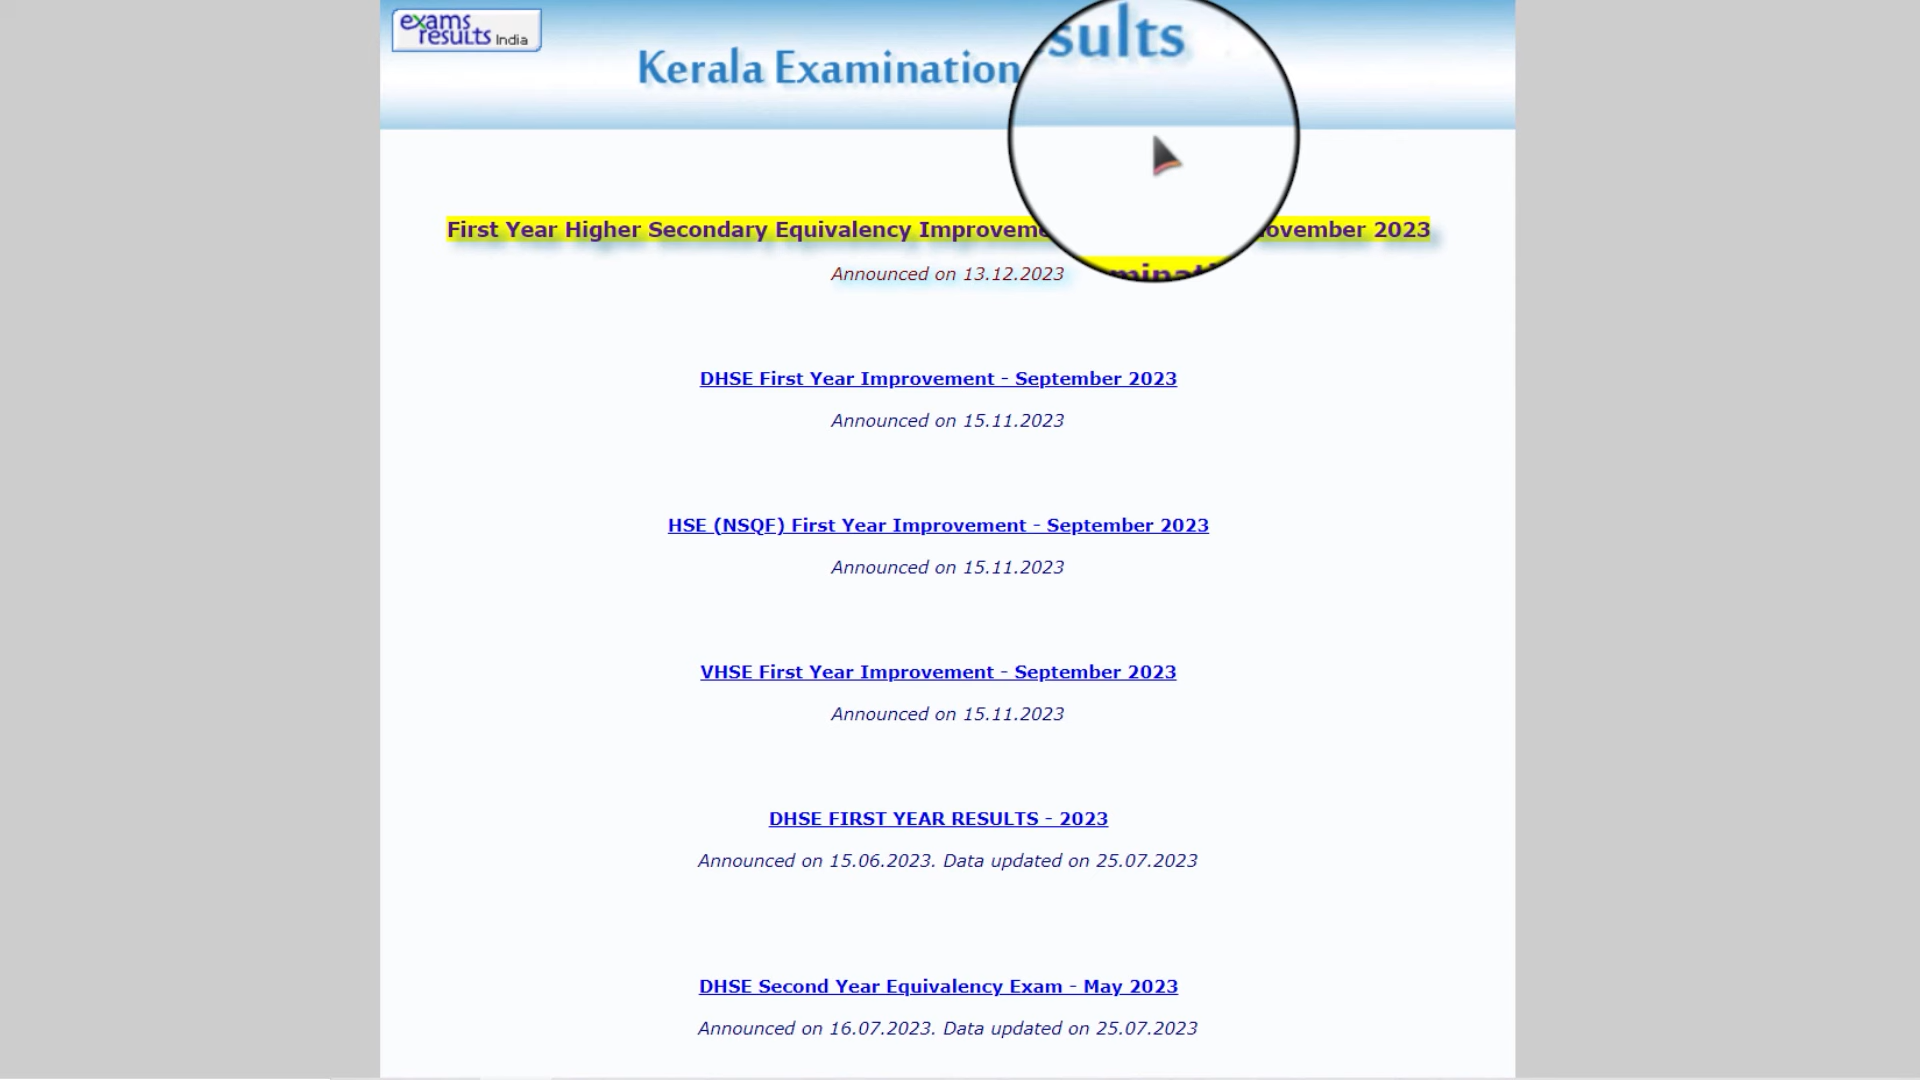 exams
results India
Kerala Examination sults
First Year Higher Secondary Equivalency November 2023
Announced on 13.12.2023
DHSE First Year Improvement - September 2023
Announced on 15.11.2023
HSE (NSQF) First Year Improvement - September 2023
Announced on 15.11.2023
VHSE First Year Improvement - September 2023
Announced on 15.11.2023
DHSE FIRST YEAR RESULTS - 2023
Announced on 15.06.2023. Data updated on 25.07.2023
DHSE Second Year Equivalency Exam - May 2023
Announced on 16.07.2023. Data updated on 25.07.2023